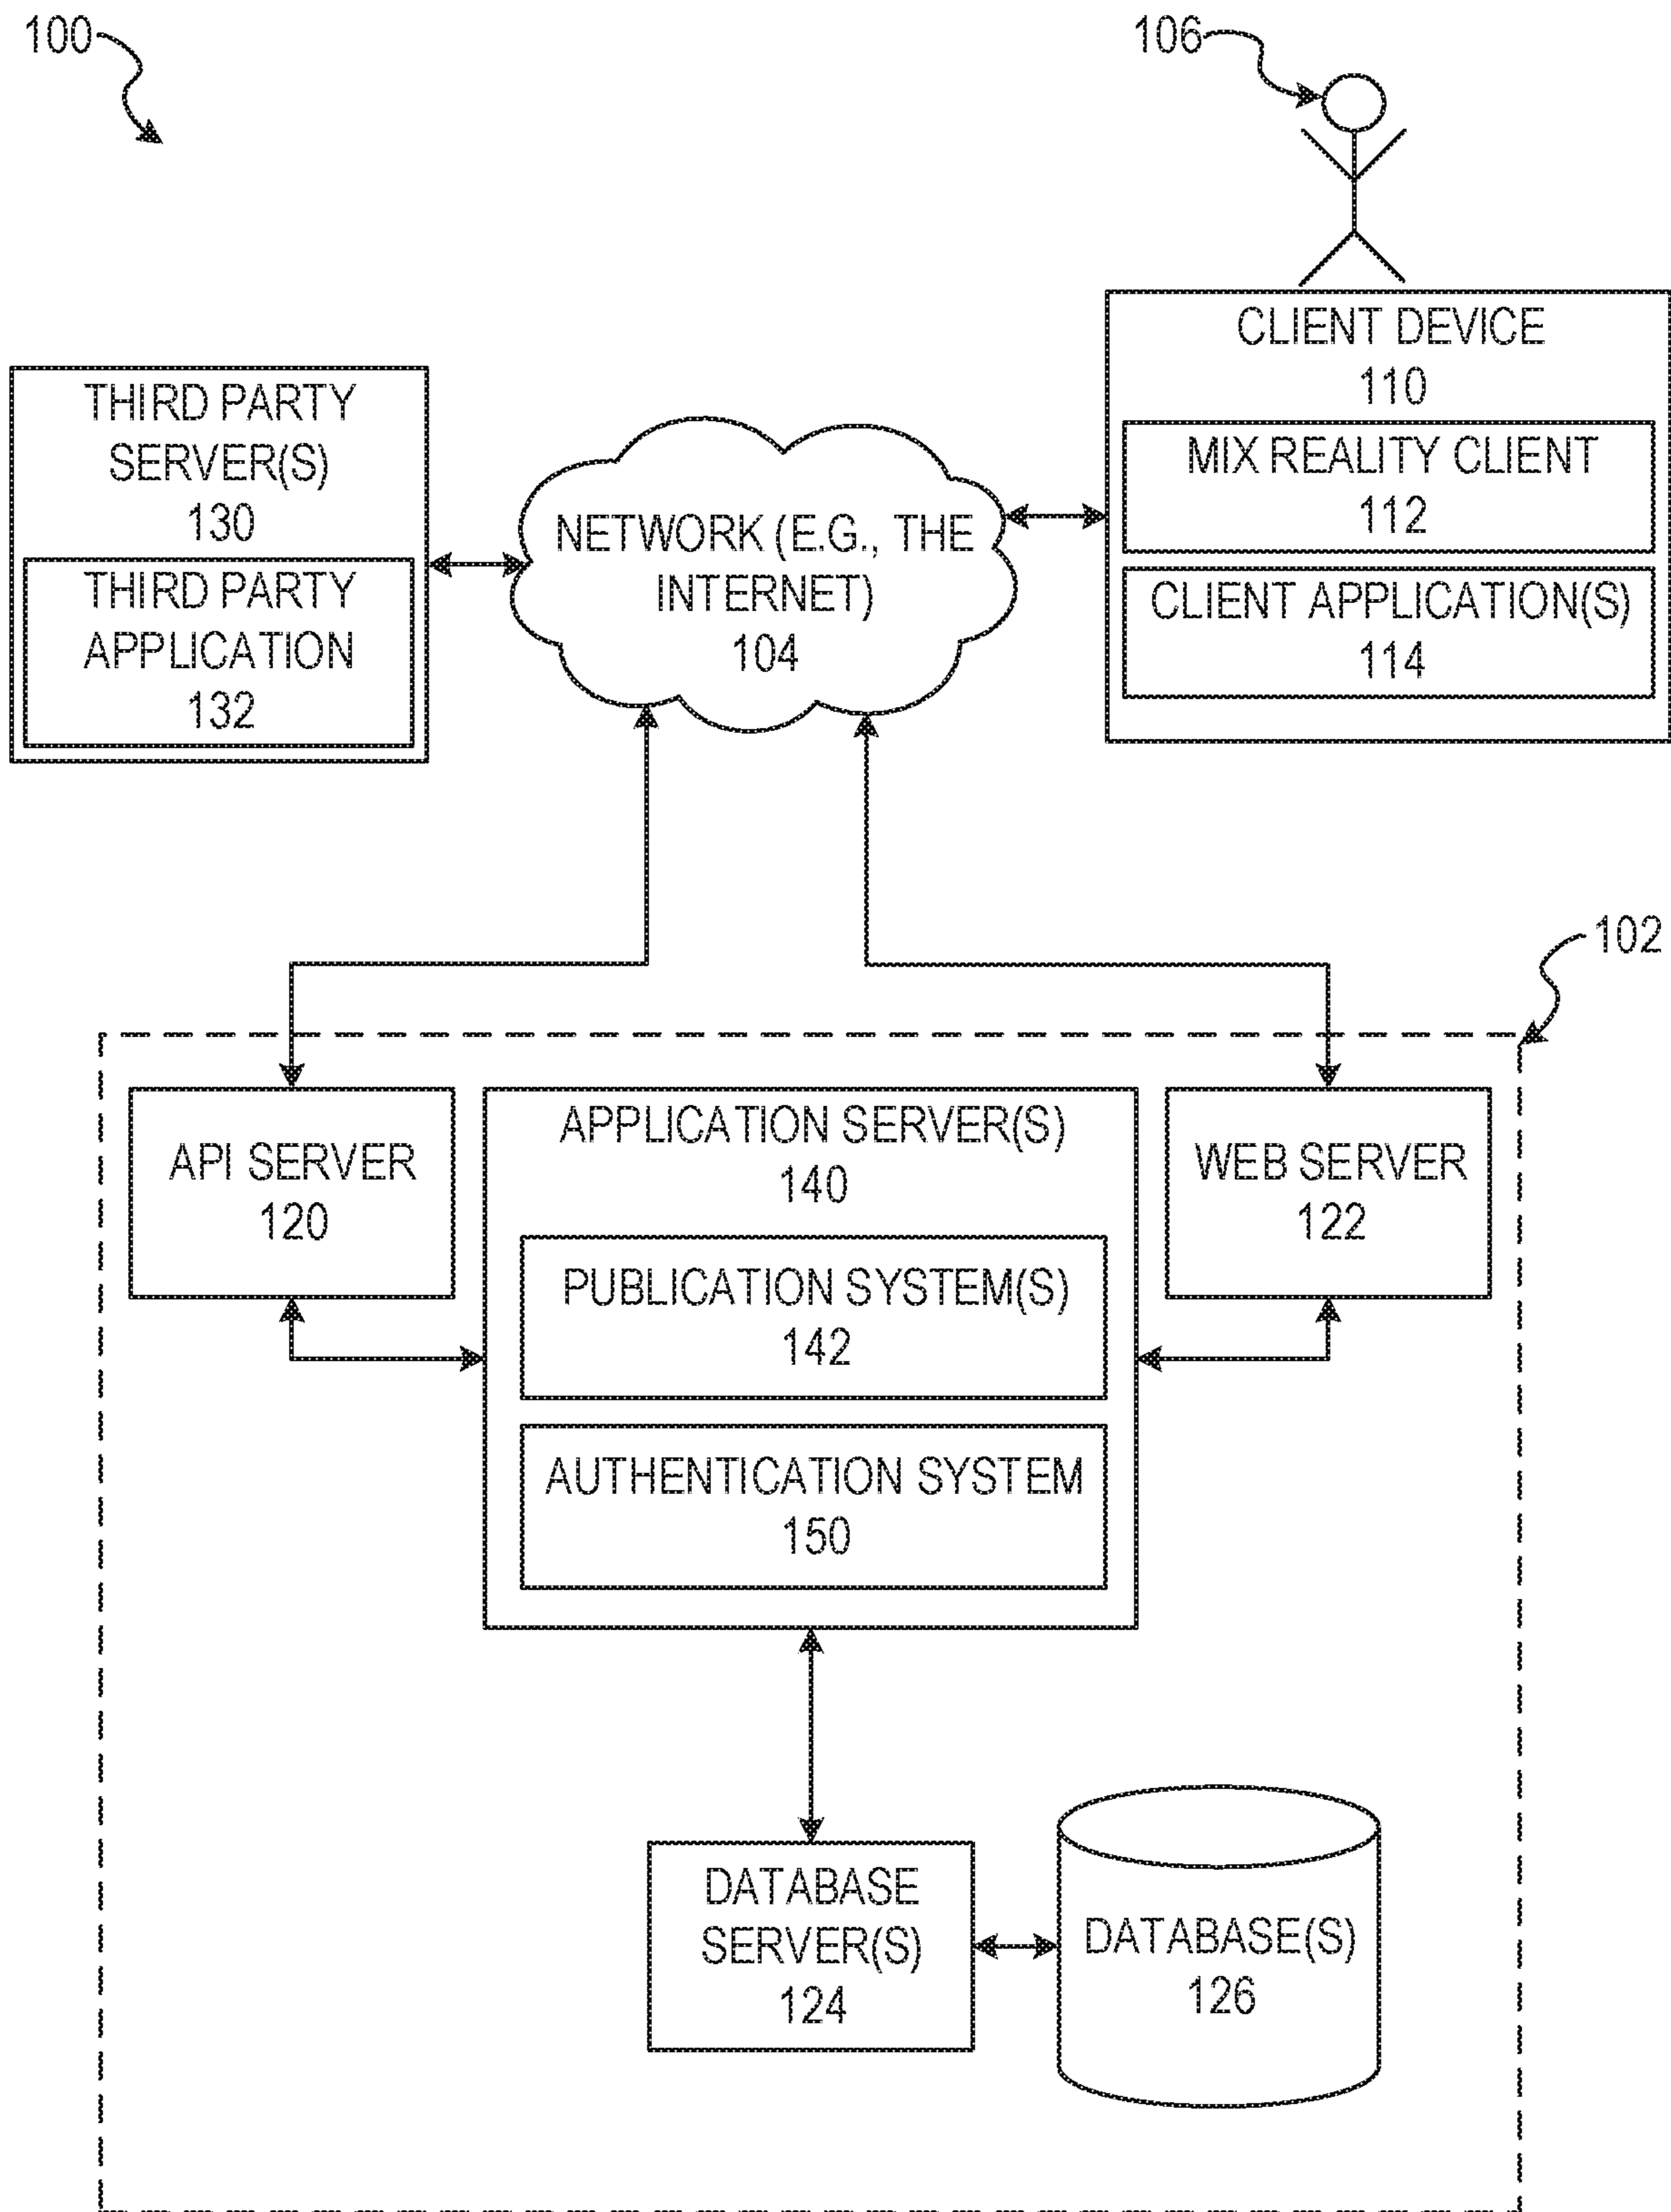 100
106
CLIENT DEVICE
110
MIX REALITY CLIENT
112
CLIENT APPLICATION(S)
114
THIRD PARTY
SERVER(S)
130
THIRD PARTY
APPLICATION
132
NETWORK (E.G., THE
INTERNET)
104
102
API SERVER
120
APPLICATION SERVER(S)
140
PUBLICATION SYSTEM(S)
142
AUTHENTICATION SYSTEM
150
WEB SERVER
122
DATABASE
SERVER(S)
124
DATABASE(S)
126